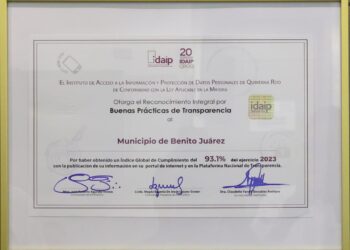 idaip
20
idaip
EL INSTITUTO DE ACCESO A LA INFORMACIÓN Y PROTECCIÓN DE DATOS PERSONALES DE QUINTANA ROO
DE CONFORMIDAD CON LA LEY APLICABLE EN LA MATERIA
Otorga el Reconocimiento Integral por
Buenas Prácticas de Transparencia
al
idaip
Municipio de Benito Juárez
Por haber obtenido un Índice Global de Cumplimiento del 93.1% del ejercicio 2023
con la publicación de su información en su portal de internet y en la Plataforma Nacional de Transparencia.